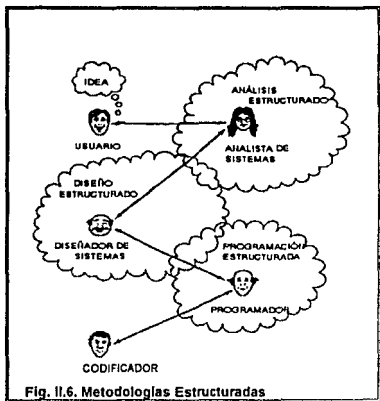 IDEA
USUARIO
ANÁLISIS
ESTRUCTURADO
ANALISTA DE
SISTEMAS
DISEÑO
ESTRUCTURADO
DISEÑADOR DE
SISTEMAS
PROGRAMACIÓN
ESTRUCTURADA
PROGRAMADOR
CODIFICADOR
Fig. II.6. Metodologías Estructuradas